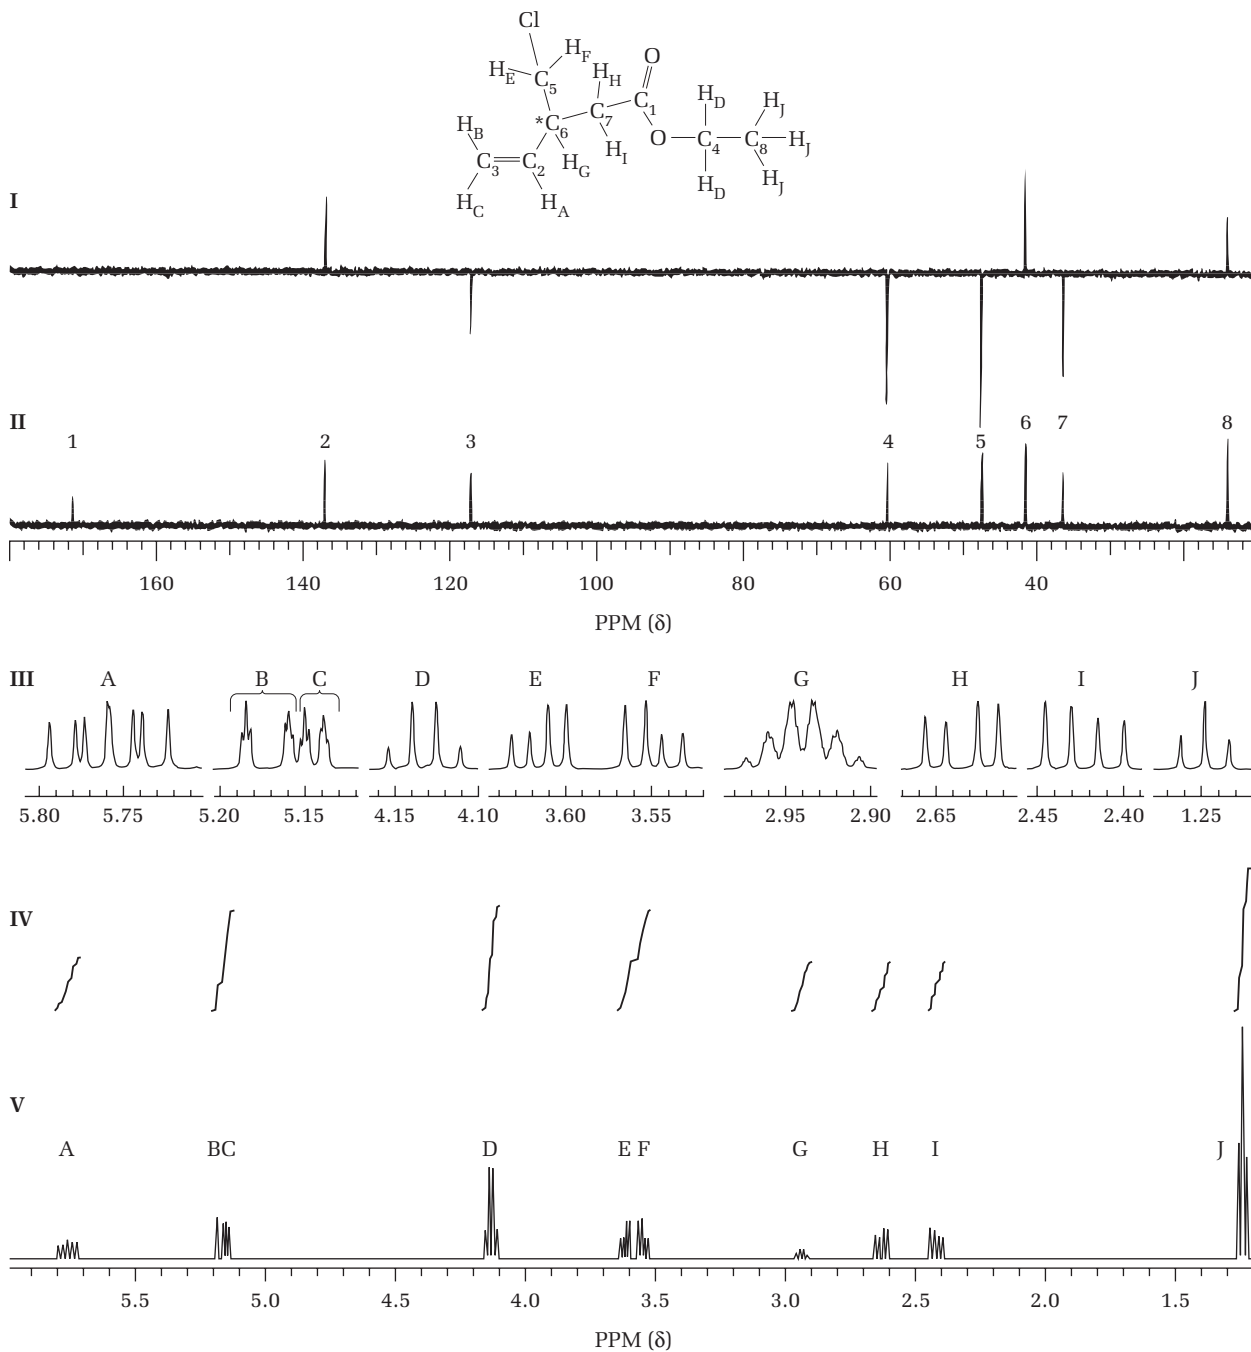 Cl
H_E H_F C_5 H_H O
*C_6 C_7 C_1 H_D H_J
H_B H_I O C_4 C_8 H_J
C_3 C_2 H_G
H_C H_A H_D H_J
I
II
1 2 3 4 5 6 7 8
160 140 120 100 80 60 40
PPM (δ)
III A B C D E F G H I J
5.80 5.75 5.20 5.15 4.15 4.10 3.60 3.55 2.95 2.90 2.65 2.45 2.40 1.25
IV
V
A BC D E F G H I J
5.5 5.0 4.5 4.0 3.5 3.0 2.5 2.0 1.5
PPM (δ)